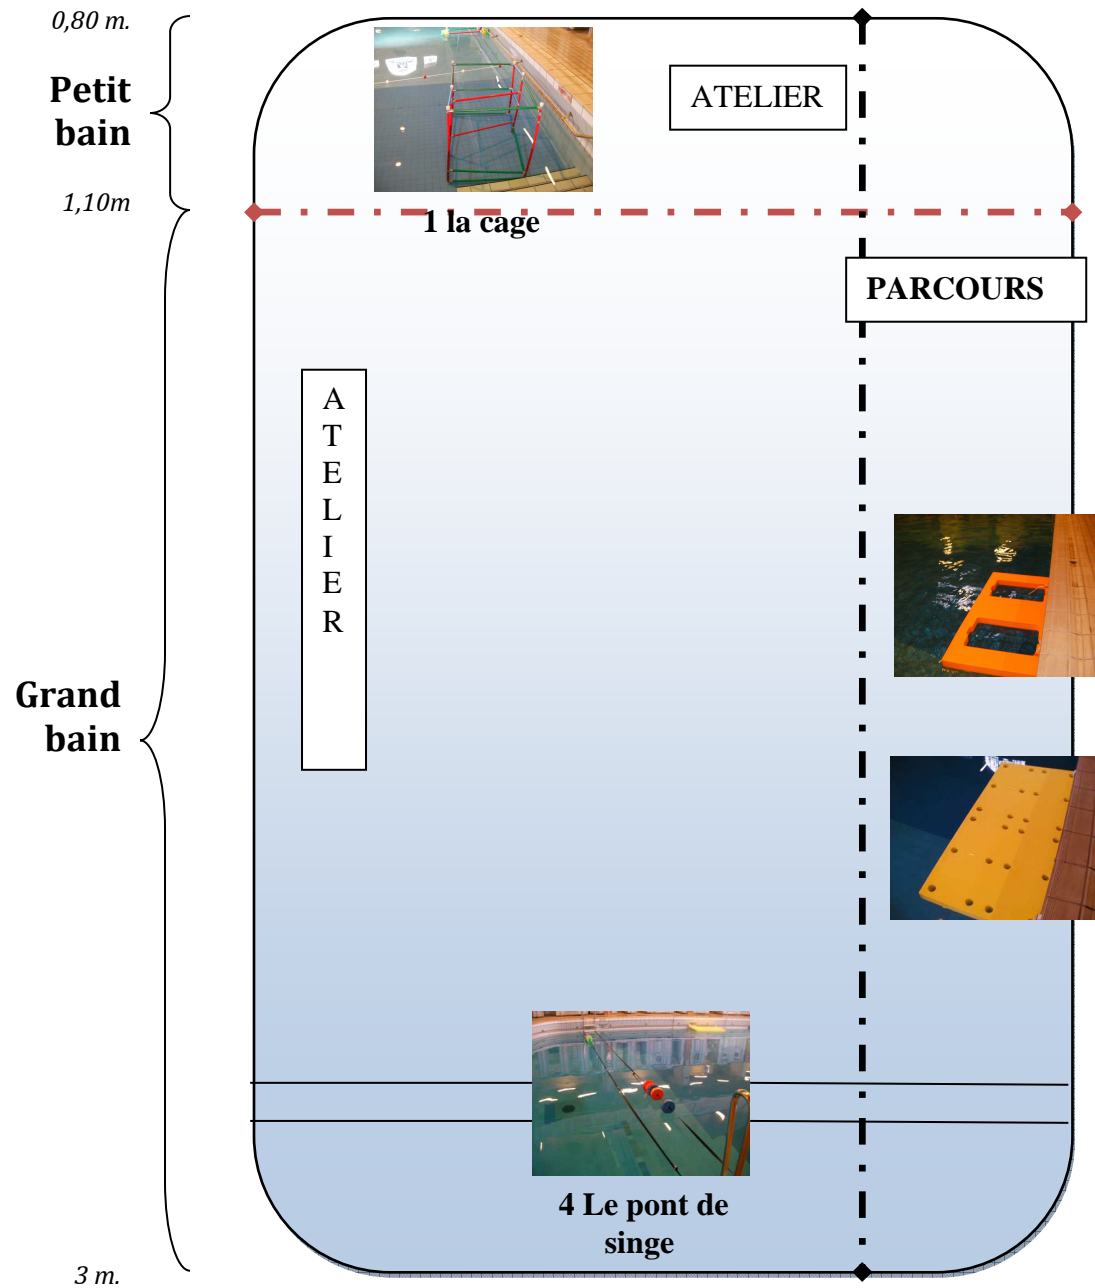 0,80 m.
Petit
bain
ATELIER
1,10m
1 la cage
PARCOURS
A
T
E
L
I
E
R
Grand
bain
4 Le pont de
singe
3 m.